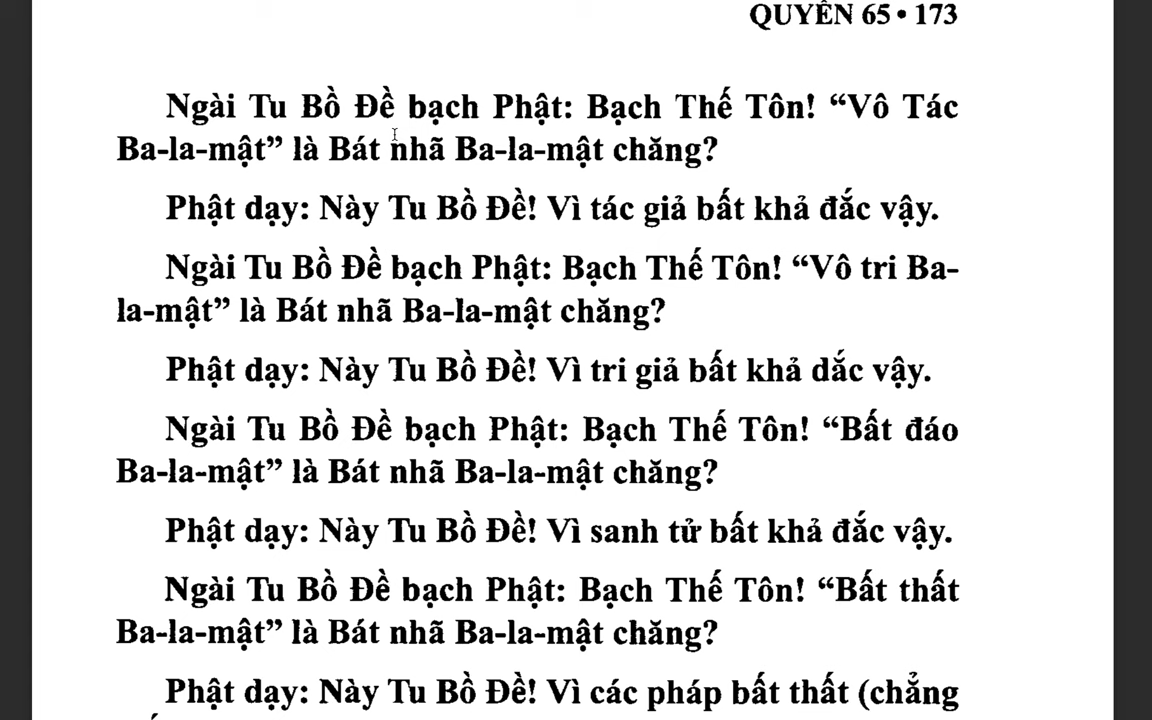 QUYỂN 65 • 173
Ngài Tu Bồ Đề bạch Phật: Bạch Thế Tôn! “Vô Tác
Ba-la-mật” là Bát nhã Ba-la-mật chăng?
Phật dạy: Này Tu Bồ Đề! Vì tác giả bất khả đắc vậy.
Ngài Tu Bồ Đề bạch Phật: Bạch Thế Tôn! “Vô tri Ba-
la-mật” là Bát nhã Ba-la-mật chăng?
Phật dạy: Này Tu Bồ Đề! Vì tri giả bất khả dắc vậy.
Ngài Tu Bồ Đề bạch Phật: Bạch Thế Tôn! “Bất đáo
Ba-la-mật” là Bát nhã Ba-la-mật chăng?
Phật dạy: Này Tu Bồ Đề! Vì sanh tử bất khả đắc vậy.
Ngài Tu Bồ Đề bạch Phật: Bạch Thế Tôn! “Bất thất
Ba-la-mật” là Bát nhã Ba-la-mật chăng?
Phật dạy: Này Tu Bồ Đề! Vì các pháp bất thất (chẳng